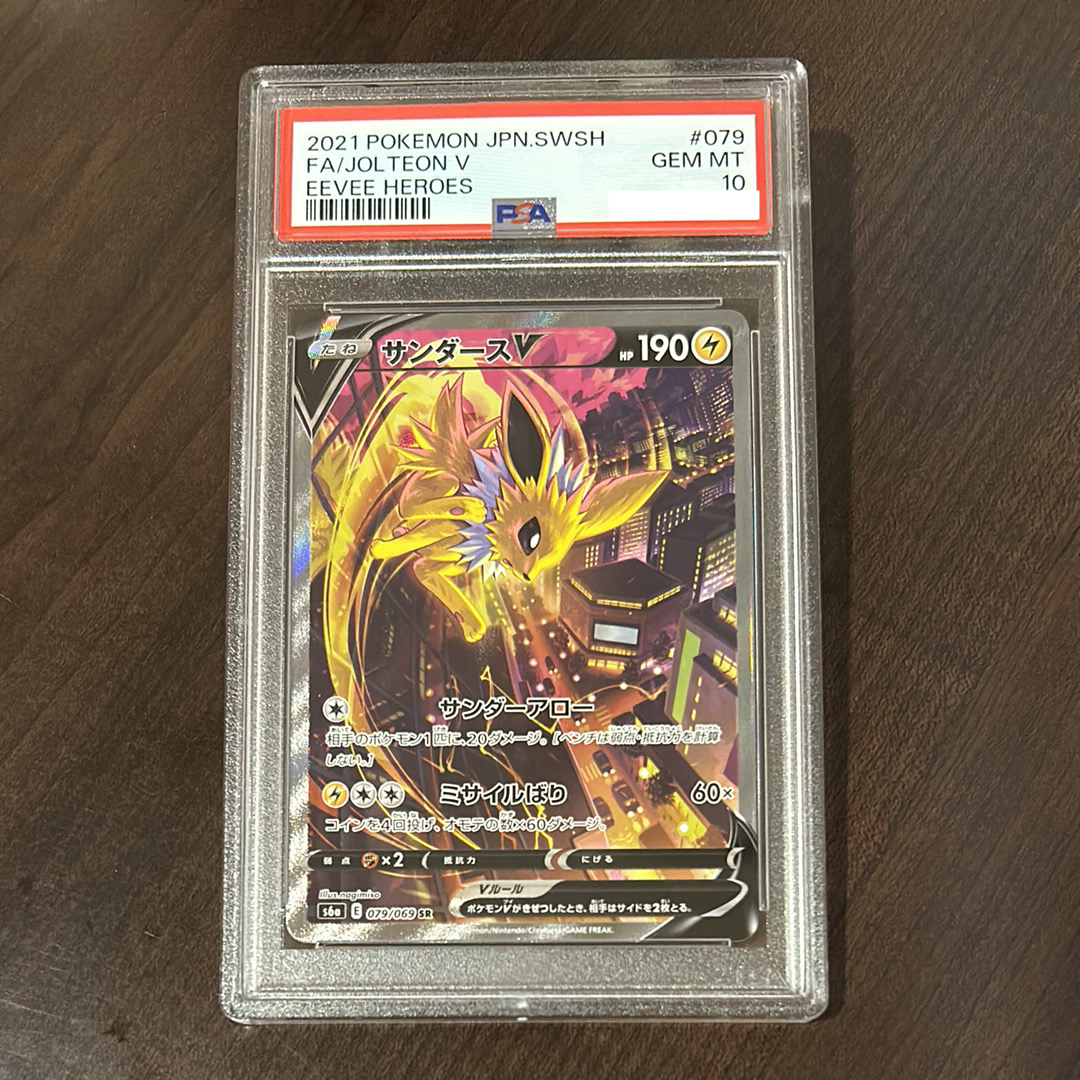 2021 POKEMON JPN.SWSH #079
FA/JOLTEON V GEM MT
EEVEE HEROES 10
PSA
たね サンダースV HP 190
サンダーアロー
相手のポケモン1匹に、20ダメージ。[ベンチは弱点・抵抗力を計算
しない。]
ミサイルばり 60×
コインを4回投げ、オモテの数×60ダメージ。
弱点 ×2 抵抗力 にげる
Illus. nagimiso
Vルール
ポケモンVがきぜつしたとき、相手はサイドを2枚とる。
s6a E 079/069 SR
Pokémon/Nintendo/Creatures/GAME FREAK.